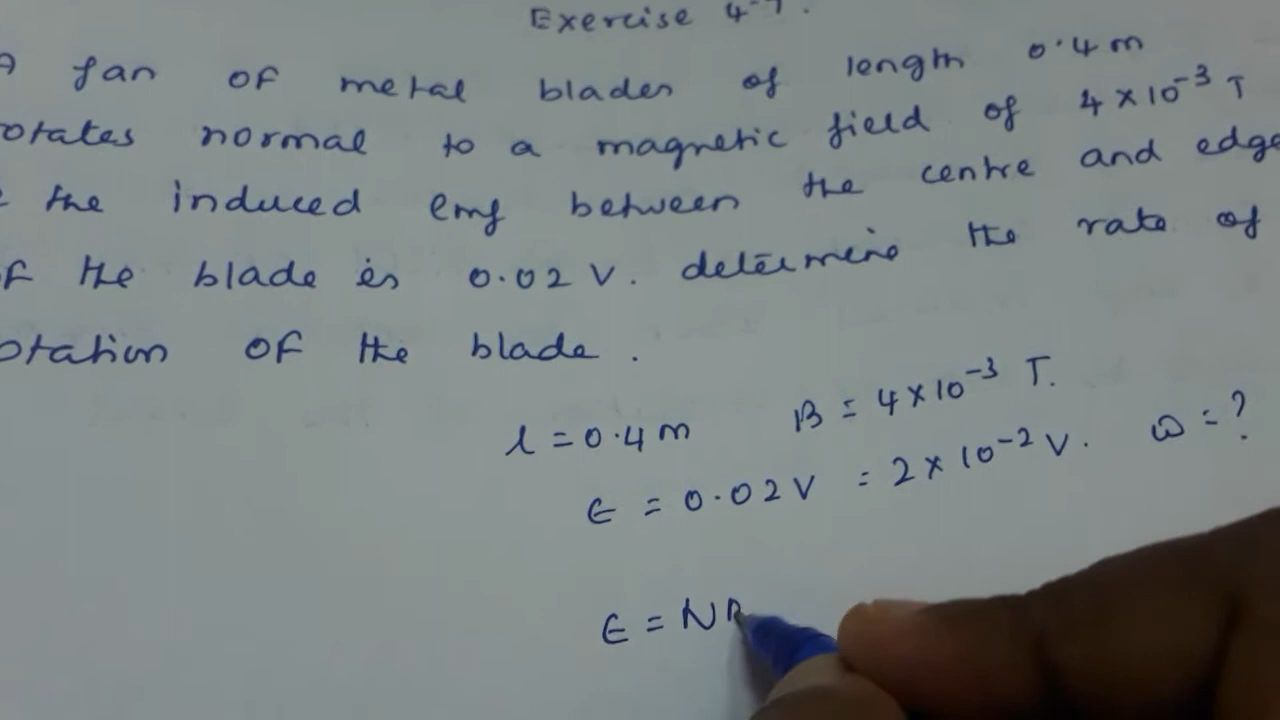 Exercise 4-7.
A fan of metal blades of length 0.4 m
otates normal to a magnetic field of 4 × 10⁻³ T
the induced emf between the centre and edge
of the blade is 0.02 V. determine the rate of
otation of the blade.
l = 0.4 m B = 4 × 10⁻³ T.
ε = 0.02 V = 2 × 10⁻² V. ω = ?
ε = N